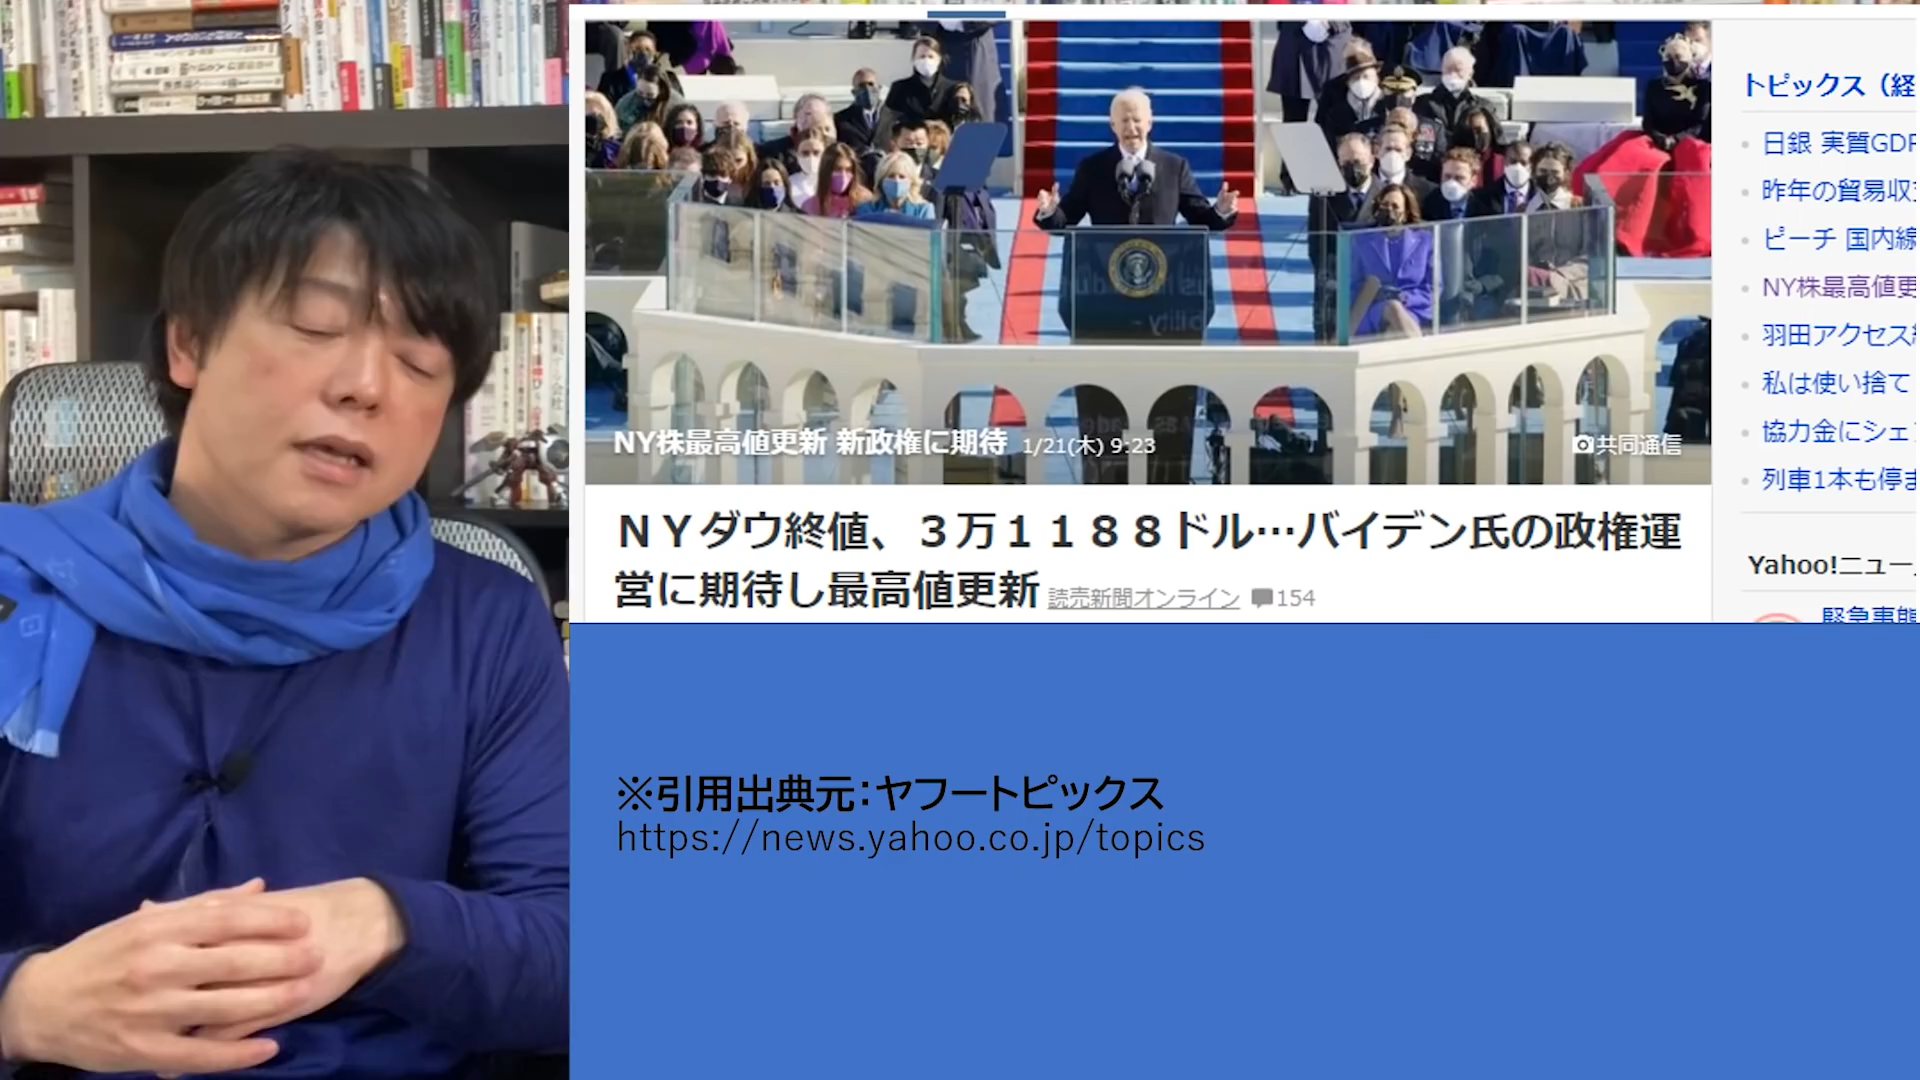 NY株最高値更新 新政権に期待 1/21(木) 9:23
共同通信
ＮＹダウ終値、３万１１８８ドル…バイデン氏の政権運
営に期待し最高値更新 読売新聞オンライン 154
トピックス（経
日銀 実質GDP
昨年の貿易収支
ピーチ 国内線
NY株最高値更
羽田アクセス
私は使い捨て
協力金にシェ
列車1本も停ま
Yahoo!ニュー
緊急事態
※引用出典元：ヤフートピックス
https://news.yahoo.co.jp/topics